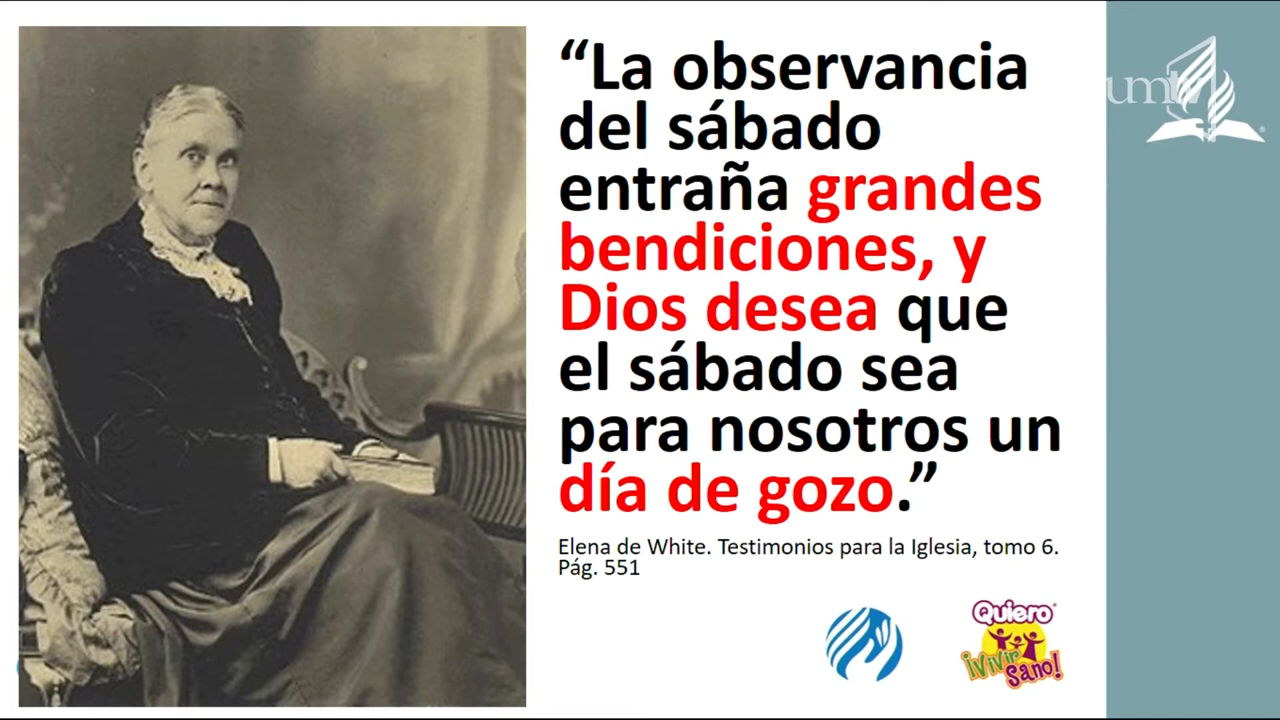 “La observancia
del sábado
entraña grandes
bendiciones, y
Dios desea que
el sábado sea
para nosotros un
día de gozo.”
Elena de White. Testimonios para la Iglesia, tomo 6.
Pág. 551
Quiero
¡Vivir
Sano!
umtv